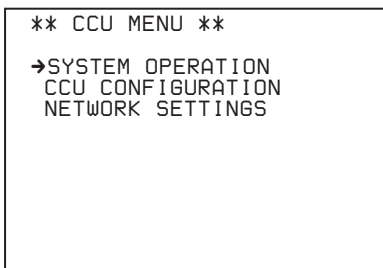 ** CCU MENU **
→SYSTEM OPERATION
CCU CONFIGURATION
NETWORK SETTINGS